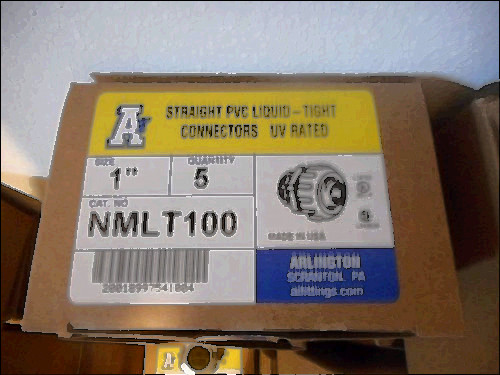 A
STRAIGHT PVC LIQUID-TIGHT
CONNECTORS UV RATED
SIZE
1"
QUANTITY
5
CAT. NO
NMLT100
MADE IN USA
ARLINGTON
SCRANTON, PA
aifittings.com
A